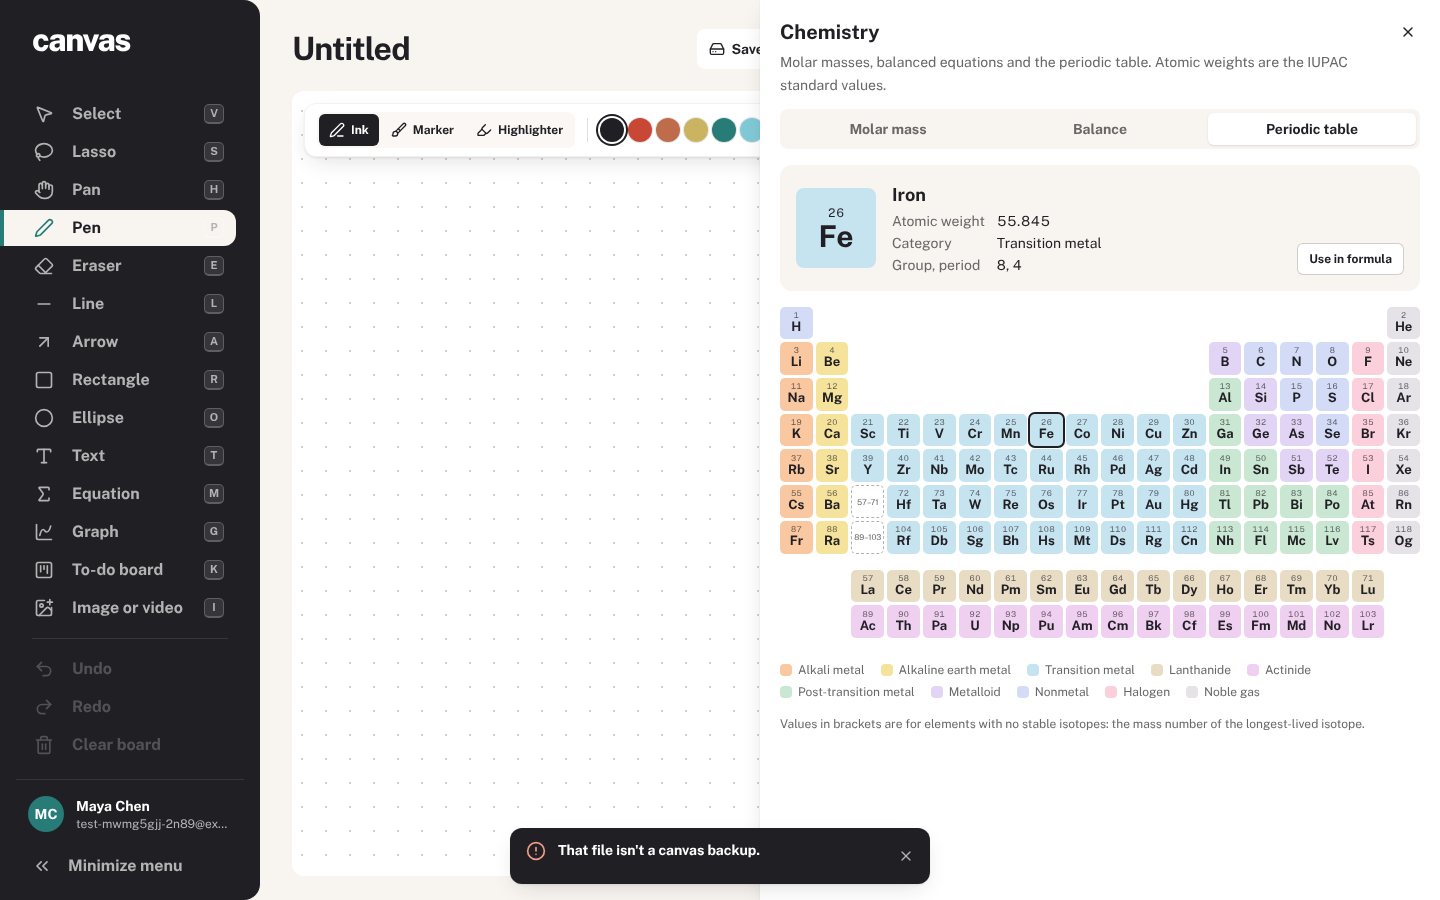 canvas
Select V
Lasso S
Pan H
Pen P
Eraser E
Line L
Arrow A
Rectangle R
Ellipse O
Text T
Equation M
Graph G
To-do board K
Image or video I
Undo
Redo
Clear board
MC
Maya Chen
test-mwmg5gjj-2n89@ex...
Minimize menu
Untitled
Save
Ink Marker Highlighter
Chemistry
Molar masses, balanced equations and the periodic table. Atomic weights are the IUPAC
standard values.
Molar mass Balance Periodic table
26
Fe
Iron
Atomic weight 55.845
Category Transition metal
Group, period 8, 4
Use in formula
1 2
H He
3 4 5 6 7 8 9 10
Li Be B C N O F Ne
11 12 13 14 15 16 17 18
Na Mg Al Si P S Cl Ar
19 20 21 22 23 24 25 26 27 28 29 30 31 32 33 34 35 36
K Ca Sc Ti V Cr Mn Fe Co Ni Cu Zn Ga Ge As Se Br Kr
37 38 39 40 41 42 43 44 45 46 47 48 49 50 51 52 53 54
Rb Sr Y Zr Nb Mo Tc Ru Rh Pd Ag Cd In Sn Sb Te I Xe
55 56 57–71 72 73 74 75 76 77 78 79 80 81 82 83 84 85 86
Cs Ba Hf Ta W Re Os Ir Pt Au Hg Tl Pb Bi Po At Rn
87 88 89–103 104 105 106 107 108 109 110 111 112 113 114 115 116 117 118
Fr Ra Rf Db Sg Bh Hs Mt Ds Rg Cn Nh Fl Mc Lv Ts Og
57 58 59 60 61 62 63 64 65 66 67 68 69 70 71
La Ce Pr Nd Pm Sm Eu Gd Tb Dy Ho Er Tm Yb Lu
89 90 91 92 93 94 95 96 97 98 99 100 101 102 103
Ac Th Pa U Np Pu Am Cm Bk Cf Es Fm Md No Lr
Alkali metal Alkaline earth metal Transition metal Lanthanide Actinide
Post-transition metal Metalloid Nonmetal Halogen Noble gas
Values in brackets are for elements with no stable isotopes: the mass number of the longest-lived isotope.
That file isn't a canvas backup.